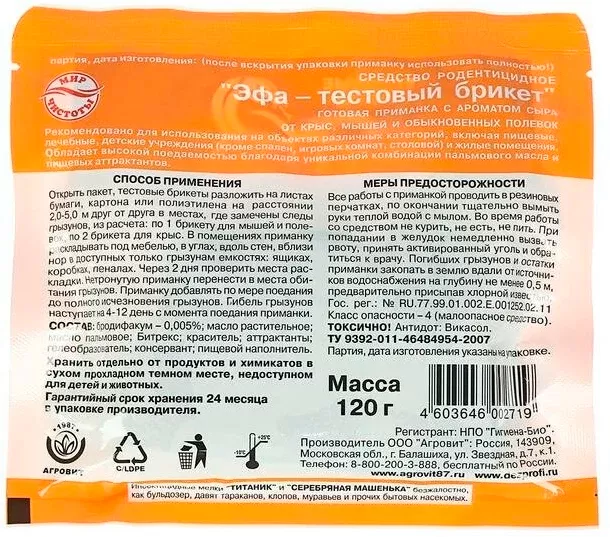 партия, дата изготовления: (после вскрытия упаковки приманку использовать полностью!)
МИР ЧИСТОТЫ
СРЕДСТВО РОДЕНТИЦИДНОЕ
"Эфа – тестовый брикет"
ГОТОВАЯ ПРИМАНКА С АРОМАТОМ СЫРА
ОТ КРЫС, МЫШЕЙ И ОБЫКНОВЕННЫХ ПОЛЕВОК
Рекомендовано для использования на объектах различных категорий, включая пищевые,
лечебные, детские учреждения (кроме спален, игровых комнат, столовой) и жилые помещения.
Обладает высокой поедаемостью благодаря уникальной комбинации пальмового масла и
пищевых аттрактантов.
СПОСОБ ПРИМЕНЕНИЯ
Открыть пакет, тестовые брикеты разложить на листах
бумаги, картона или полиэтилена на расстоянии
2,0-5,0 м друг от друга в местах, где замечены следы
грызунов, из расчета: по 1 брикету для мышей и поле-
вок, по 2 брикета для крыс. В помещениях приманку
раскладывать под мебелью, в углах, вдоль стен, вблизи
нор в доступных только грызунам емкостях: ящиках,
коробках, пеналах. Через 2 дня проверить места рас-
кладки. Нетронутую приманку перенести в места оби-
тания грызунов. Приманку добавлять по мере поедания
до полного исчезновения грызунов. Гибель грызунов
наступает на 4-12 день с момента поедания приманки.
СОСТАВ: бродифакум – 0,005%; масло растительное;
масло пальмовое; Битрекс; краситель; аттрактанты;
гелеобразователь; консервант; пищевой наполнитель.
Хранить отдельно от продуктов и химикатов в
сухом прохладном темном месте, недоступном
для детей и животных.
Гарантийный срок хранения 24 месяца
в упаковке производителя.
МЕРЫ ПРЕДОСТОРОЖНОСТИ
Все работы с приманкой проводить в резиновых
перчатках, по окончании тщательно вымыть
руки теплой водой с мылом. Во время работы
со средством не курить, не есть, не пить. При
попадании в желудок немедленно вызвать
рвоту, принять активированный уголь и обра-
титься к врачу. Погибших грызунов и остатки
приманки закопать в землю вдали от источни-
ков водоснабжения на глубину не менее 0,5 м,
предварительно присыпав хлорной известью.
Гос. рег.: № RU.77.99.01.002.Е.001252.02.11
Класс опасности - 4 (малоопасное средство).
ТОКСИЧНО! Антидот: Викасол.
ТУ 9392-011-46484954-2007
Партия, дата изготовления указаны на упаковке.
Масса
120 г
4 603646 002719
1987
АГРОВИТ
C/LDPE
-10°С
+25°С
Регистрант: НПО "Гигиена-Био".
Производитель ООО "Агровит": Россия, 143909,
Московская обл., г. Балашиха, ул. Звездная, д.7, к.1.
Телефон: 8-800-200-3-888, бесплатный по России.
www.agrovit87.ru www.dezprofi.ru
Инсектицидные мелки "ТИТАНИК" и "СЕРЕБРЯНАЯ МАШЕНЬКА" безжалостно,
как бульдозер, давят тараканов, клопов, муравьев и прочих бытовых насекомых.